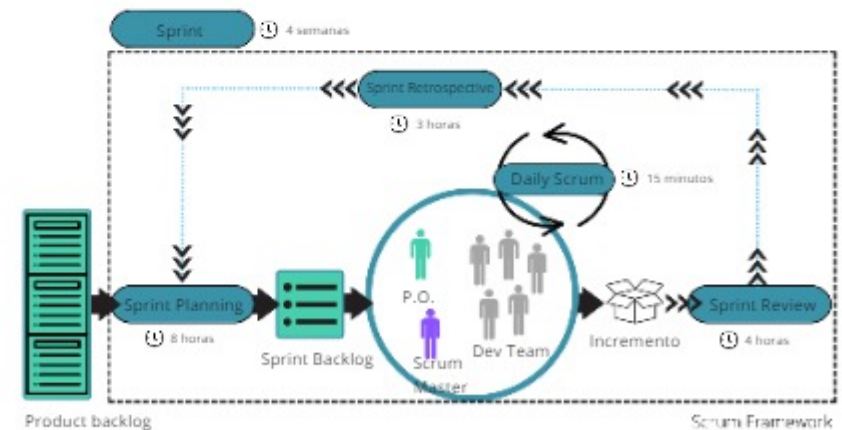 Sprint
4 semanas
Sprint Retrospective
3 horas
Daily Scrum
15 minutos
P.O.
Sprint Planning
8 horas
Sprint Backlog
Scrum
Master
Dev Team
Incremento
Sprint Review
4 horas
Product backlog
Scrum Framework